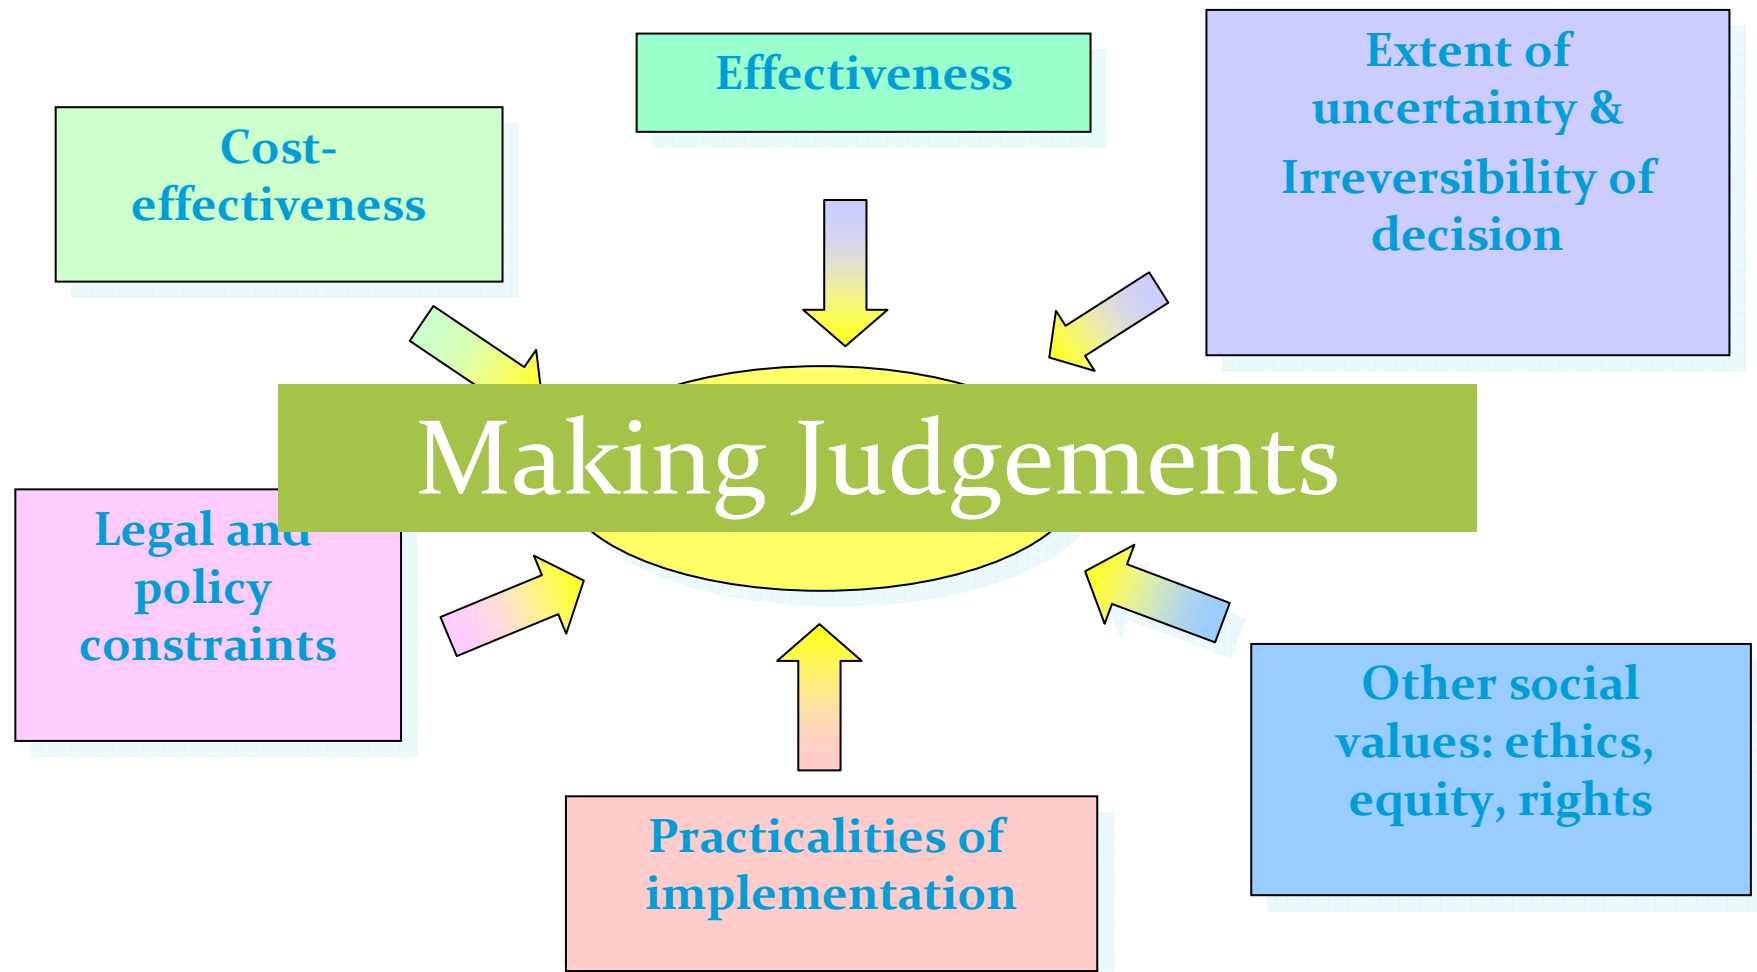 Effectiveness
Extent of
uncertainty &
Irreversibility of
decision
Cost-
effectiveness
Making Judgements
Legal and
policy
constraints
Other social
values: ethics,
equity, rights
Practicalities of
implementation